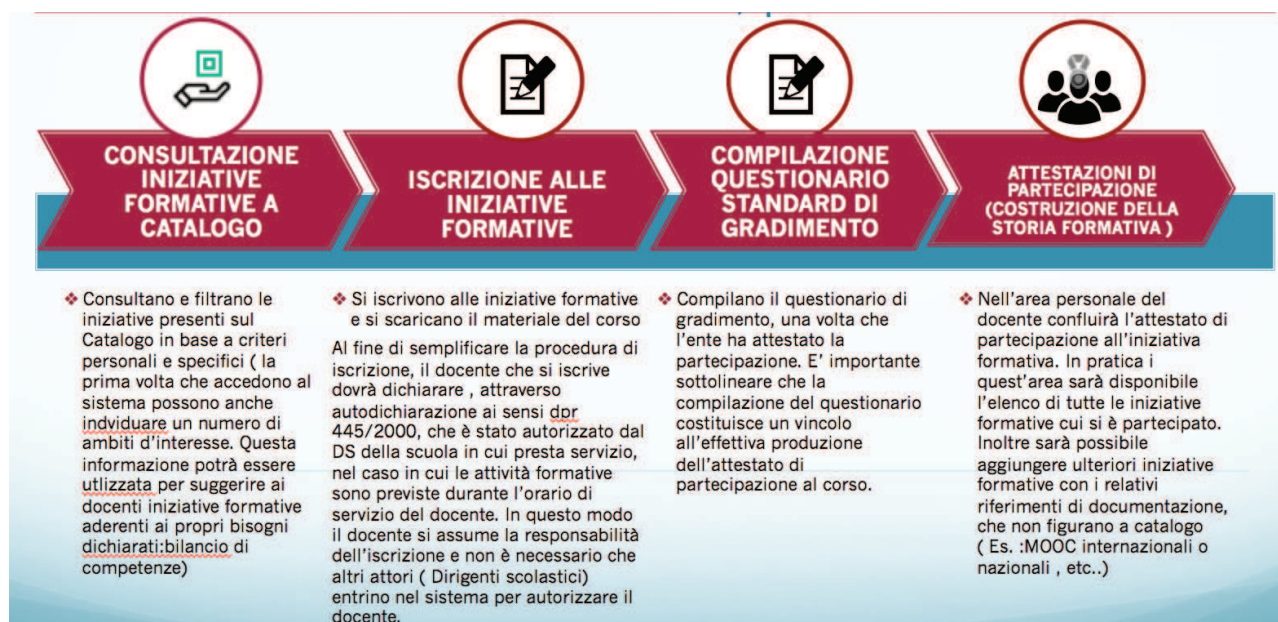 CONSULTAZIONE
INIZIATIVE
FORMATIVE A
CATALOGO
ISCRIZIONE ALLE
INIZIATIVE
FORMATIVE
COMPILAZIONE
QUESTIONARIO
STANDARD DI
GRADIMENTO
ATTESTAZIONI DI
PARTECIPAZIONE
(COSTRUZIONE DELLA
STORIA FORMATIVA )
❖ Consultano e filtrano le
iniziative presenti sul
Catalogo in base a criteri
personali e specifici ( la
prima volta che accedono al
sistema possono anche
indviduare un numero di
ambiti d'interesse. Questa
informazione potrà essere
utlizzata per suggerire ai
docenti iniziative formative
aderenti ai propri bisogni
dichiarati:bilancio di
competenze)
❖ Si iscrivono alle iniziative formative
e si scaricano il materiale del corso
Al fine di semplificare la procedura di
iscrizione, il docente che si iscrive
dovrà dichiarare , attraverso
autodichiarazione ai sensi dpr
445/2000, che è stato autorizzato dal
DS della scuola in cui presta servizio,
nel caso in cui le attività formative
sono previste durante l'orario di
servizio del docente. In questo modo
il docente si assume la responsabilità
dell'iscrizione e non è necessario che
altri attori ( Dirigenti scolastici)
entrino nel sistema per autorizzare il
docente.
❖ Compilano il questionario di
gradimento, una volta che
l'ente ha attestato la
partecipazione. E' importante
sottolineare che la
compilazione del questionario
costituisce un vincolo
all'effettiva produzione
dell'attestato di
partecipazione al corso.
❖ Nell'area personale del
docente confluirà l'attestato di
partecipazione all'iniziativa
formativa. In pratica i
quest'area sarà disponibile
l'elenco di tutte le iniziative
formative cui si è partecipato.
Inoltre sarà possibile
aggiungere ulteriori iniziative
formative con i relativi
riferimenti di documentazione,
che non figurano a catalogo
( Es. :MOOC internazionali o
nazionali , etc..)